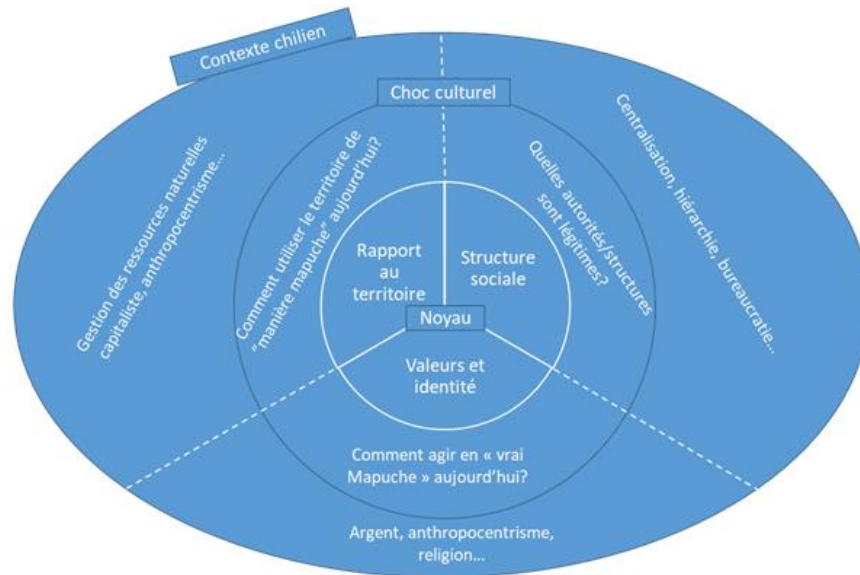 Contexte chilien
Choc culturel
Gestion des ressources naturelles
capitaliste, anthropocentrisme...
Comment utiliser le territoire de
“manière mapuche” aujourd’hui?
Quelles autorités/structures
sont légitimes?
Centralisation, hiérarchie, bureaucratie...
Rapport
au
territoire
Structure
sociale
Noyau
Valeurs et
identité
Comment agir en « vrai
Mapuche » aujourd’hui?
Argent, anthropocentrisme,
religion...